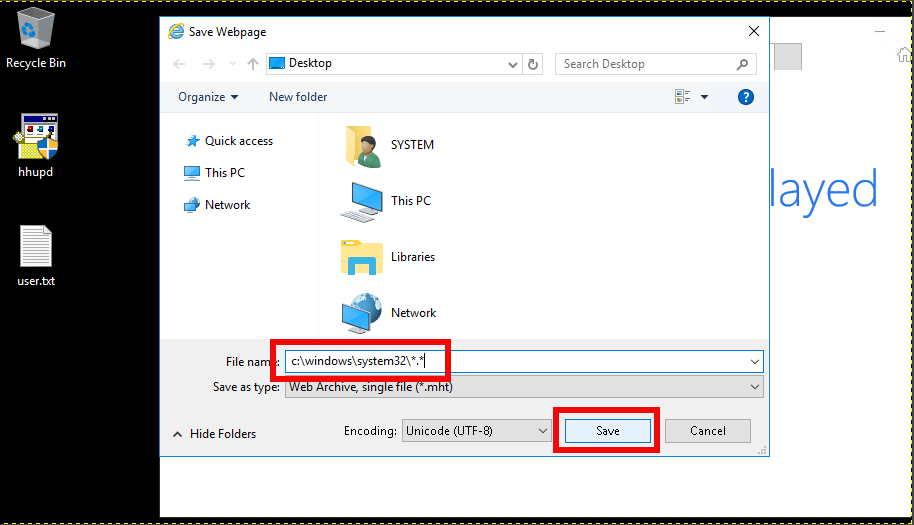 Recycle Bin
hhupd
user.txt
Save Webpage
Desktop
Search Desktop
Organize
New folder
?
Quick access
This PC
Network
SYSTEM
This PC
Libraries
Network
File name:
c:\windows\system32\*.*
Save as type:
Web Archive, single file (*.mht)
Hide Folders
Encoding:
Unicode (UTF-8)
Save
Cancel
layed